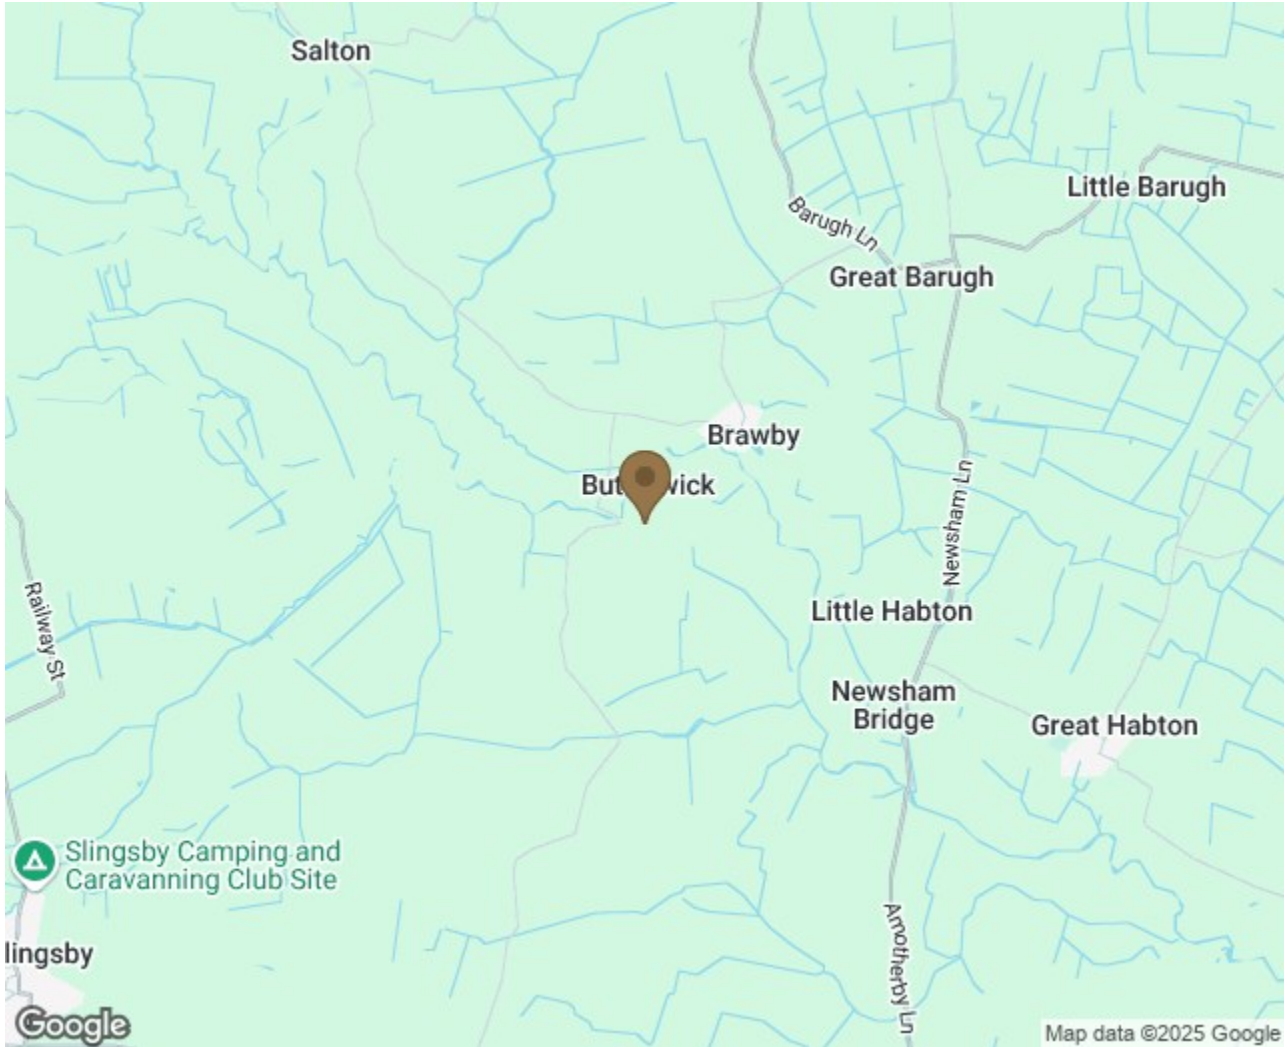 Salton
Little Barugh
Barugh Ln
Great Barugh
Brawby
But wick
Newsham Ln
Railway St
Little Habton
Newsham
Bridge
Great Habton
Slingsby Camping and
Caravanning Club Site
lingsby
Amotherby Ln
Google
Map data ©2025 Google